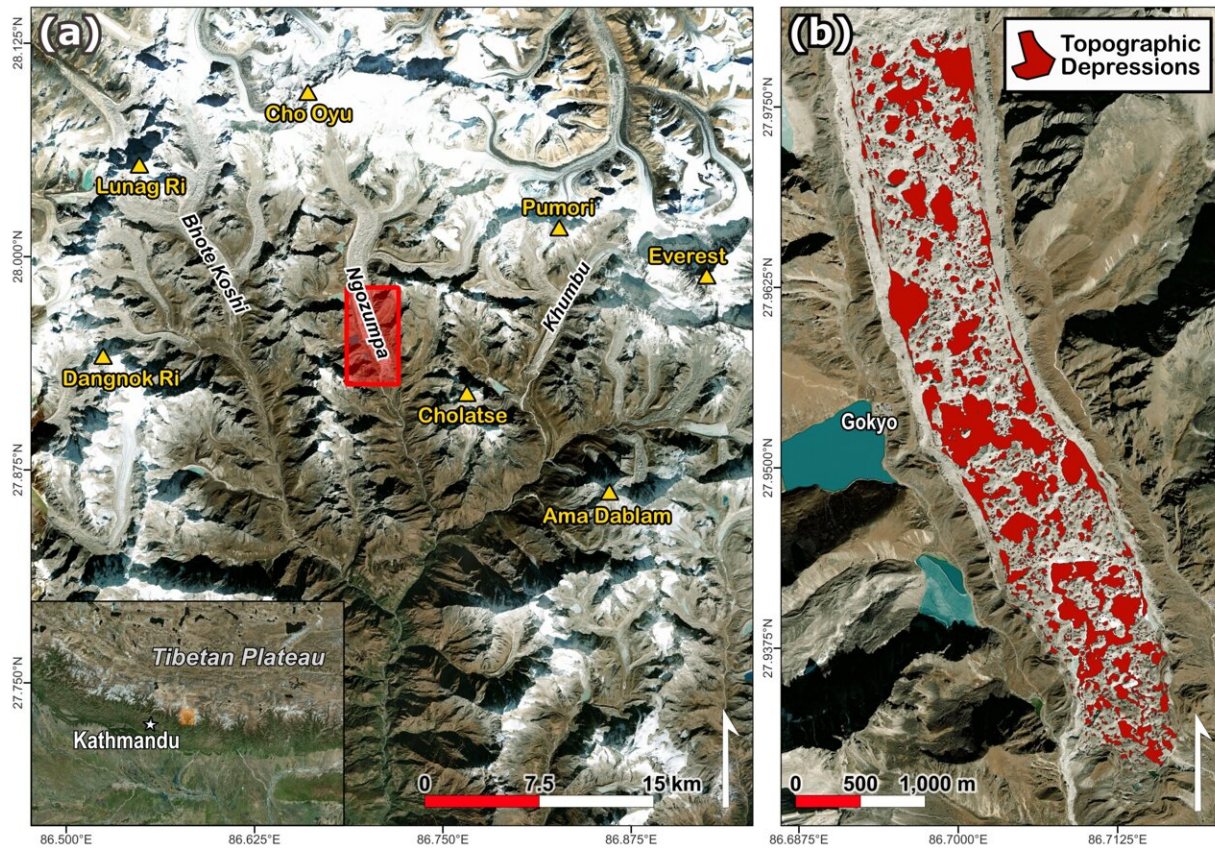 (a)
Cho Oyu
Lunag Ri
Bhote Koshi
Pumori
Everest
Ngozumpa
Khumbu
Dangnok Ri
Cholatse
Ama Dablam
Tibetan Plateau
Kathmandu
0 7.5 15 km
28.125°N
28.000°N
27.875°N
27.750°N
86.500°E 86.625°E 86.750°E 86.875°E
(b)
Topographic
Depressions
Gokyo
0 500 1,000 m
27.9750°N
27.9625°N
27.9500°N
27.9375°N
86.6875°E 86.7000°E 86.7125°E